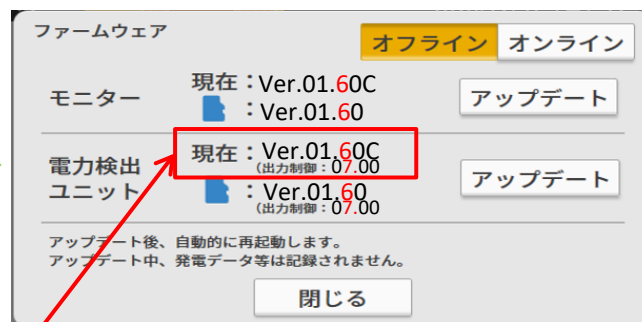 ファームウェア
オフライン オンライン
モニター
現在：Ver.01.60C
：Ver.01.60
アップデート
電力検出
ユニット
現在：Ver.01.60C
（出力制御：07.00
：Ver.01.60
（出力制御：07.00
アップデート
アップデート後、自動的に再起動します。
アップデート中、発電データ等は記録されません。
閉じる